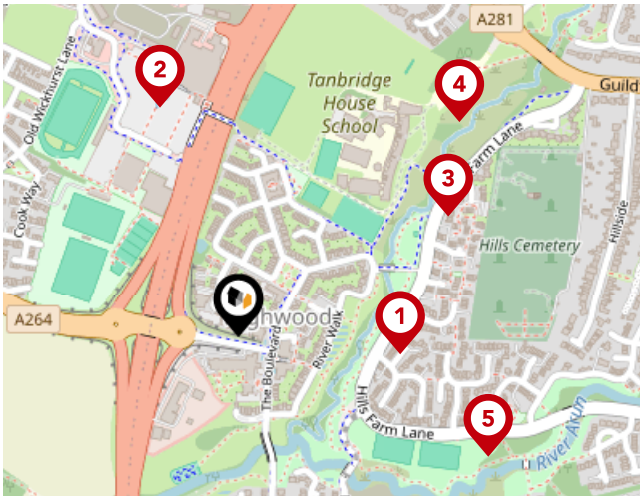 A281
Guild
Old Wickhurst Lane
2
Tanbridge
House
School
4
Farm Lane
3
Cook Way
Hillside
Hills Cemetery
A264
ghwood
1
River Walk
The Boulevard
Hills Farm Lane
5
River Arun